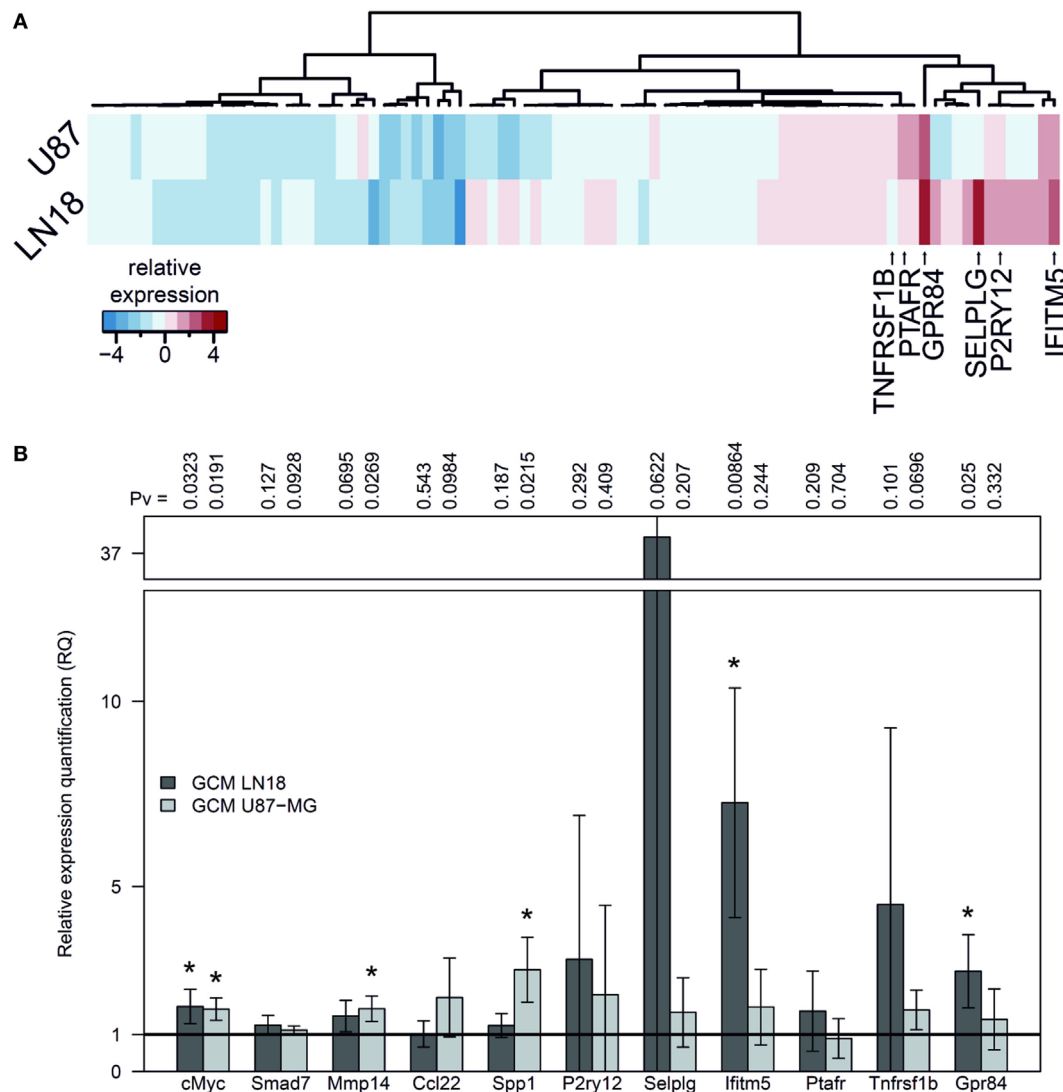 A
U87
LN18
relative
expression
−4 0 4
TNFRSF1B→
PTAFR→
GPR84→
SELPLG→
P2RY12→
IFITM5→
B
Pv =
0.0323
0.0191
0.127
0.0928
0.0695
0.0269
0.543
0.0984
0.187
0.0215
0.292
0.409
0.0622
0.207
0.00864
0.244
0.209
0.704
0.101
0.0696
0.025
0.332
Relative expression quantification (RQ)
37
10
5
1
0
GCM LN18
GCM U87−MG
* * * * * *
cMyc Smad7 Mmp14 Ccl22 Spp1 P2ry12 Selplg Ifitm5 Ptafr Tnfrsf1b Gpr84